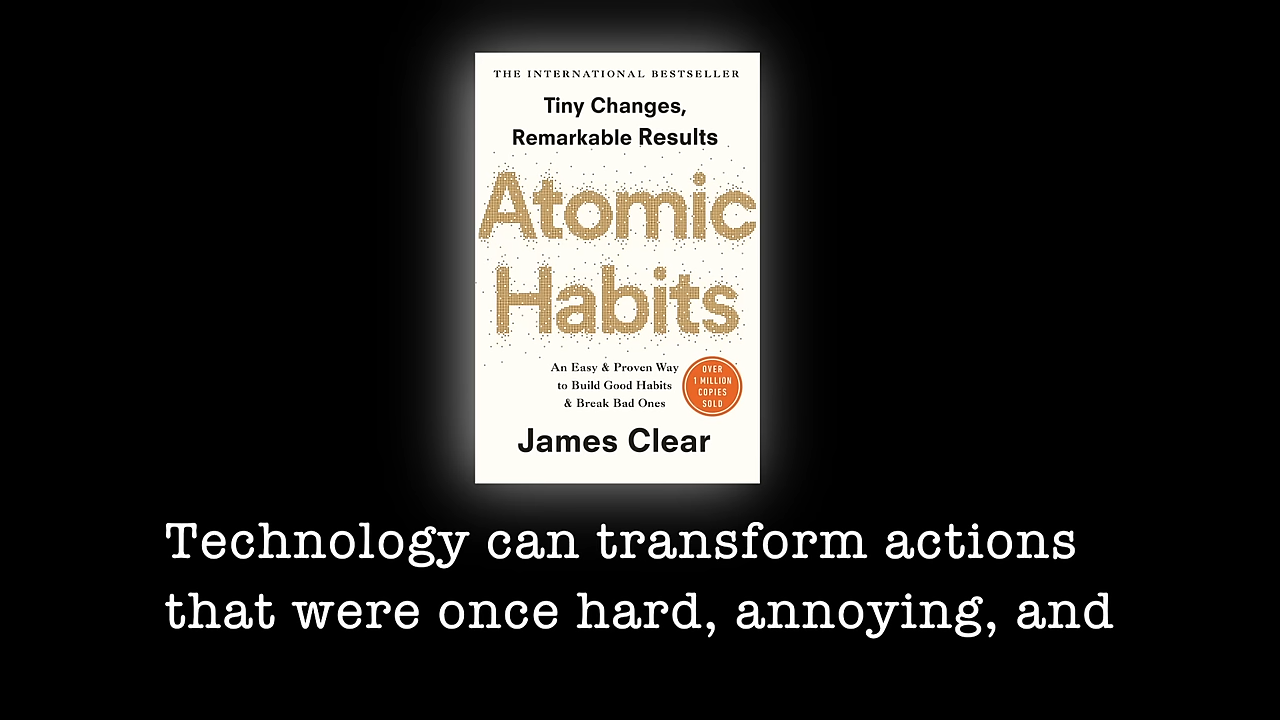 THE INTERNATIONAL BESTSELLER
Tiny Changes,
Remarkable Results
Atomic
Habits
An Easy & Proven Way
to Build Good Habits
& Break Bad Ones
OVER
1 MILLION
COPIES
SOLD
James Clear
Technology can transform actions
that were once hard, annoying, and